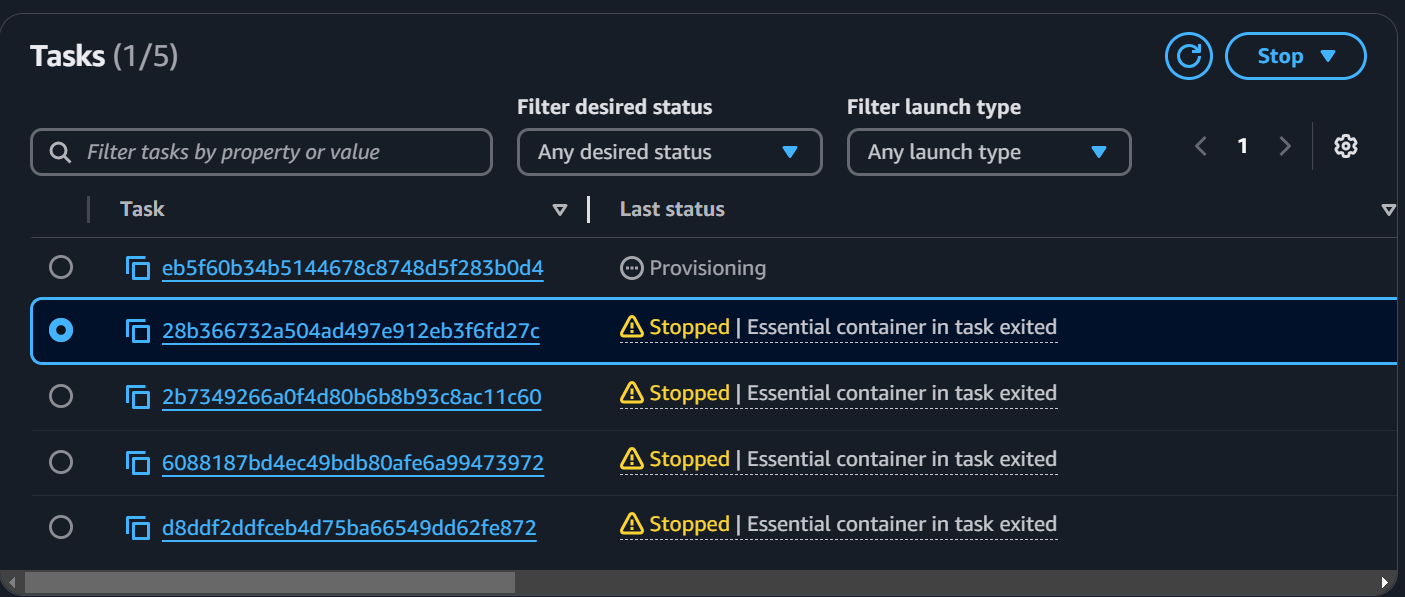 Tasks (1/5)
Stop
Filter desired status
Filter launch type
Filter tasks by property or value
Any desired status
Any launch type
1
Task
Last status
eb5f60b34b5144678c8748d5f283b0d4
Provisioning
28b366732a504ad497e912eb3f6fd27c
Stopped | Essential container in task exited
2b7349266a0f4d80b6b8b93c8ac11c60
Stopped | Essential container in task exited
6088187bd4ec49bdb80afe6a99473972
Stopped | Essential container in task exited
d8ddf2ddfceb4d75ba66549dd62fe872
Stopped | Essential container in task exited